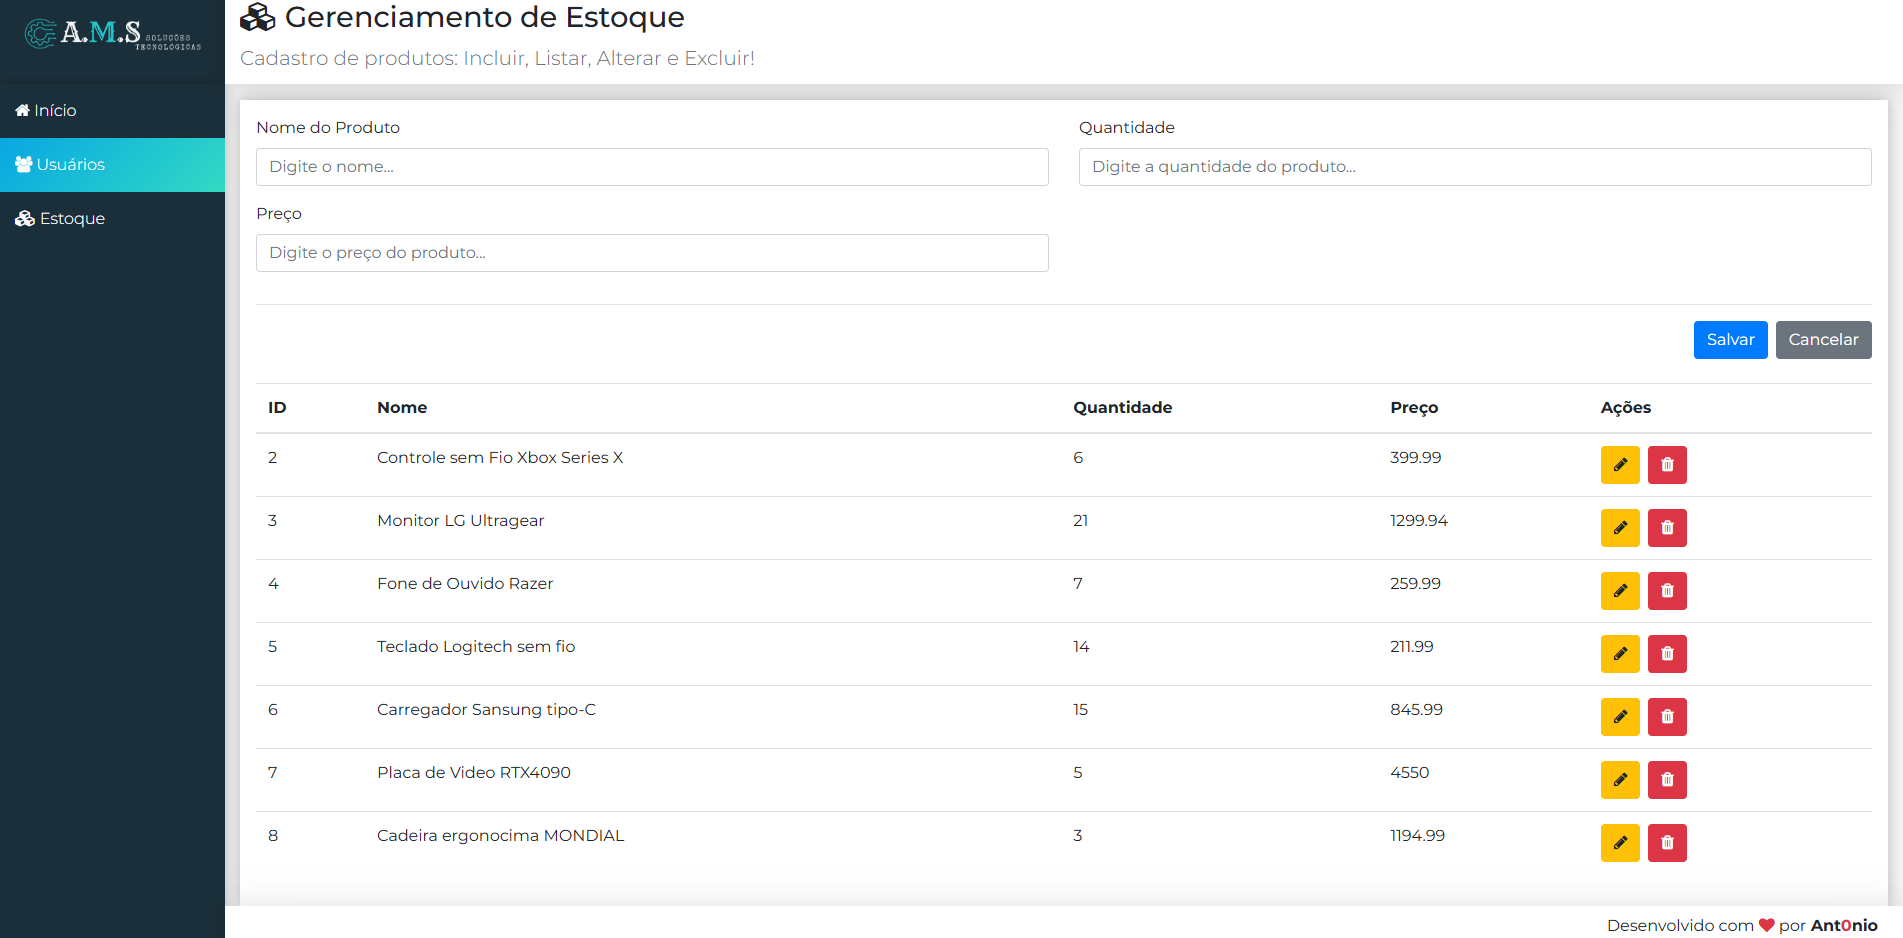 A.M.S SOLUÇÕES
TECNOLÓGICAS
Gerenciamento de Estoque
Cadastro de produtos: Incluir, Listar, Alterar e Excluir!
Início
Usuários
Estoque
Nome do Produto Quantidade
Digite o nome... Digite a quantidade do produto...
Preço
Digite o preço do produto...
Salvar Cancelar
ID Nome Quantidade Preço Ações
2 Controle sem Fio Xbox Series X 6 399.99
3 Monitor LG Ultragear 21 1299.94
4 Fone de Ouvido Razer 7 259.99
5 Teclado Logitech sem fio 14 211.99
6 Carregador Sansung tipo-C 15 845.99
7 Placa de Video RTX4090 5 4550
8 Cadeira ergonocima MONDIAL 3 1194.99
Desenvolvido com ❤ por Ant0nio